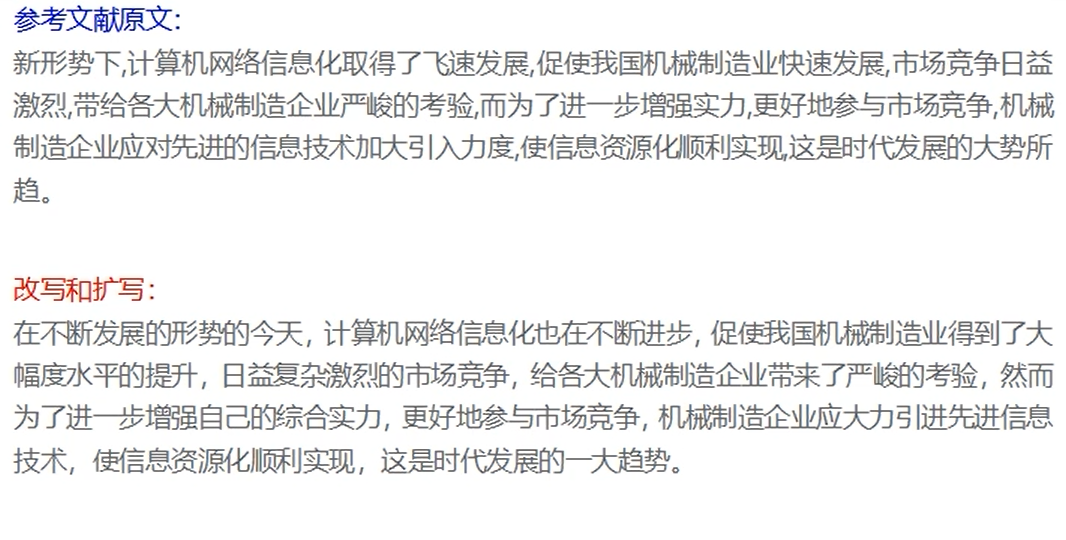 参考文献原文：
新形势下,计算机网络信息化取得了飞速发展,促使我国机械制造业快速发展,市场竞争日益
激烈,带给各大机械制造企业严峻的考验,而为了进一步增强实力,更好地参与市场竞争,机械
制造企业应对先进的信息技术加大引入力度,使信息资源化顺利实现,这是时代发展的大势所
趋。
改写和扩写：
在不断发展的形势的今天，计算机网络信息化也在不断进步，促使我国机械制造业得到了大
幅度水平的提升，日益复杂激烈的市场竞争，给各大机械制造企业带来了严峻的考验，然而
为了进一步增强自己的综合实力，更好地参与市场竞争，机械制造企业应大力引进先进信息
技术，使信息资源化顺利实现，这是时代发展的一大趋势。